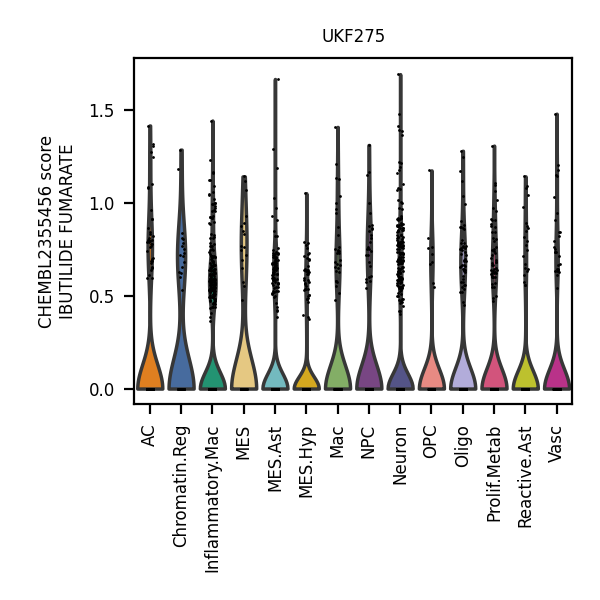 UKF275
CHEMBL2355456 score
IBUTILIDE FUMARATE
1.5
1.0
0.5
0.0
AC
Chromatin.Reg
Inflammatory.Mac
MES
MES.Ast
MES.Hyp
Mac
NPC
Neuron
OPC
Oligo
Prolif.Metab
Reactive.Ast
Vasc